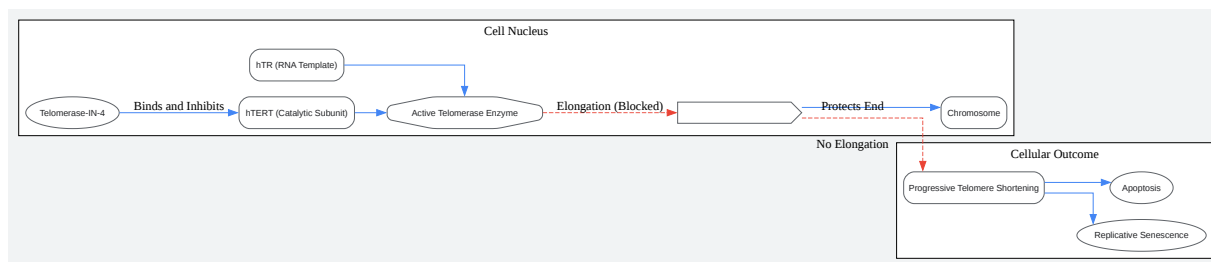 Cell Nucleus
hTR (RNA Template)
Telomerase-IN-4
Binds and Inhibits
hTERT (Catalytic Subunit)
Active Telomerase Enzyme
Elongation (Blocked)
Protects End
Chromosome
No Elongation
Cellular Outcome
Progressive Telomere Shortening
Apoptosis
Replicative Senescence